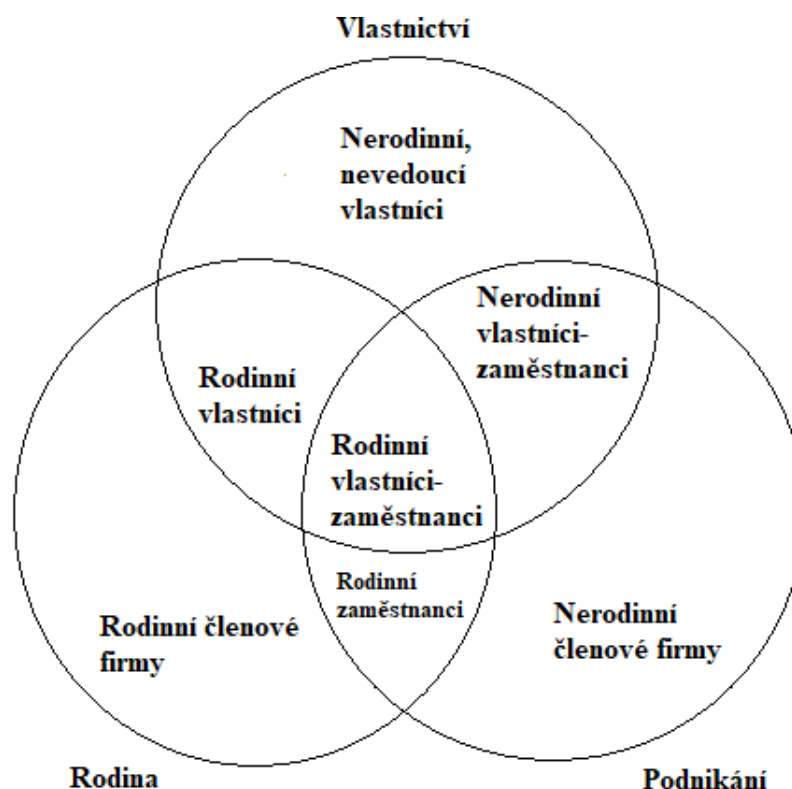 Vlastnictví
Nerodinní,
nevedoucí
vlastníci
Nerodinní
vlastníci-
zaměstnanci
Rodinní
vlastníci
Rodinní
vlastníci-
zaměstnanci
Rodinní
zaměstnanci
Rodinní členové
firmy
Nerodinní
členové firmy
Rodina
Podnikání